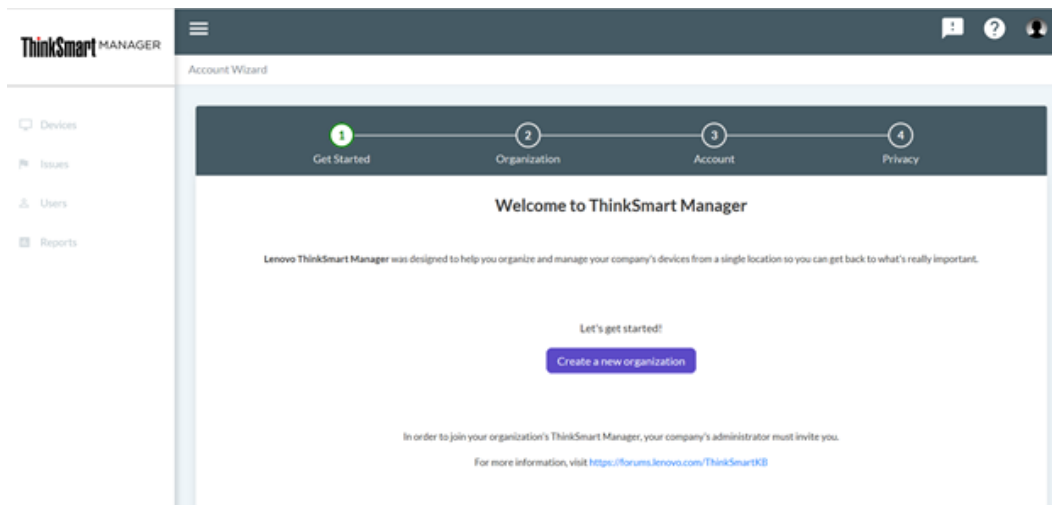 ThinkSmart MANAGER
Account Wizard
Devices
Issues
Users
Reports
1
2
3
4
Get Started
Organization
Account
Privacy
Welcome to ThinkSmart Manager
Lenovo ThinkSmart Manager was designed to help you organize and manage your company's devices from a single location so you can get back to what's really important.
Let's get started!
Create a new organization
In order to join your organization's ThinkSmart Manager, your company's administrator must invite you.
For more information, visit https://forums.lenovo.com/ThinkSmartKB